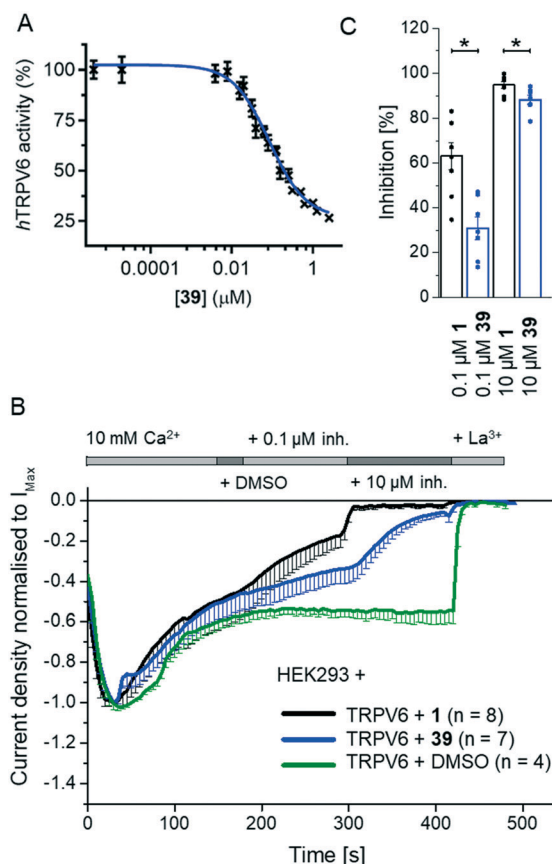 A
hTRPV6 activity (%)
100
75
50
25
0.0001
0.01
1
[39] (μM)
C
Inhibition [%]
100
80
60
40
20
0
*
*
0.1 μM 1
0.1 μM 39
10 μM 1
10 μM 39
B
10 mM Ca²⁺
+ 0.1 μM inh.
+ La³⁺
+ DMSO
+ 10 μM inh.
Current density normalised to I_Max
0.0
-0.2
-0.4
-0.6
-0.8
-1.0
-1.2
-1.4
HEK293 +
TRPV6 + 1 (n = 8)
TRPV6 + 39 (n = 7)
TRPV6 + DMSO (n = 4)
0
100
200
300
400
500
Time [s]